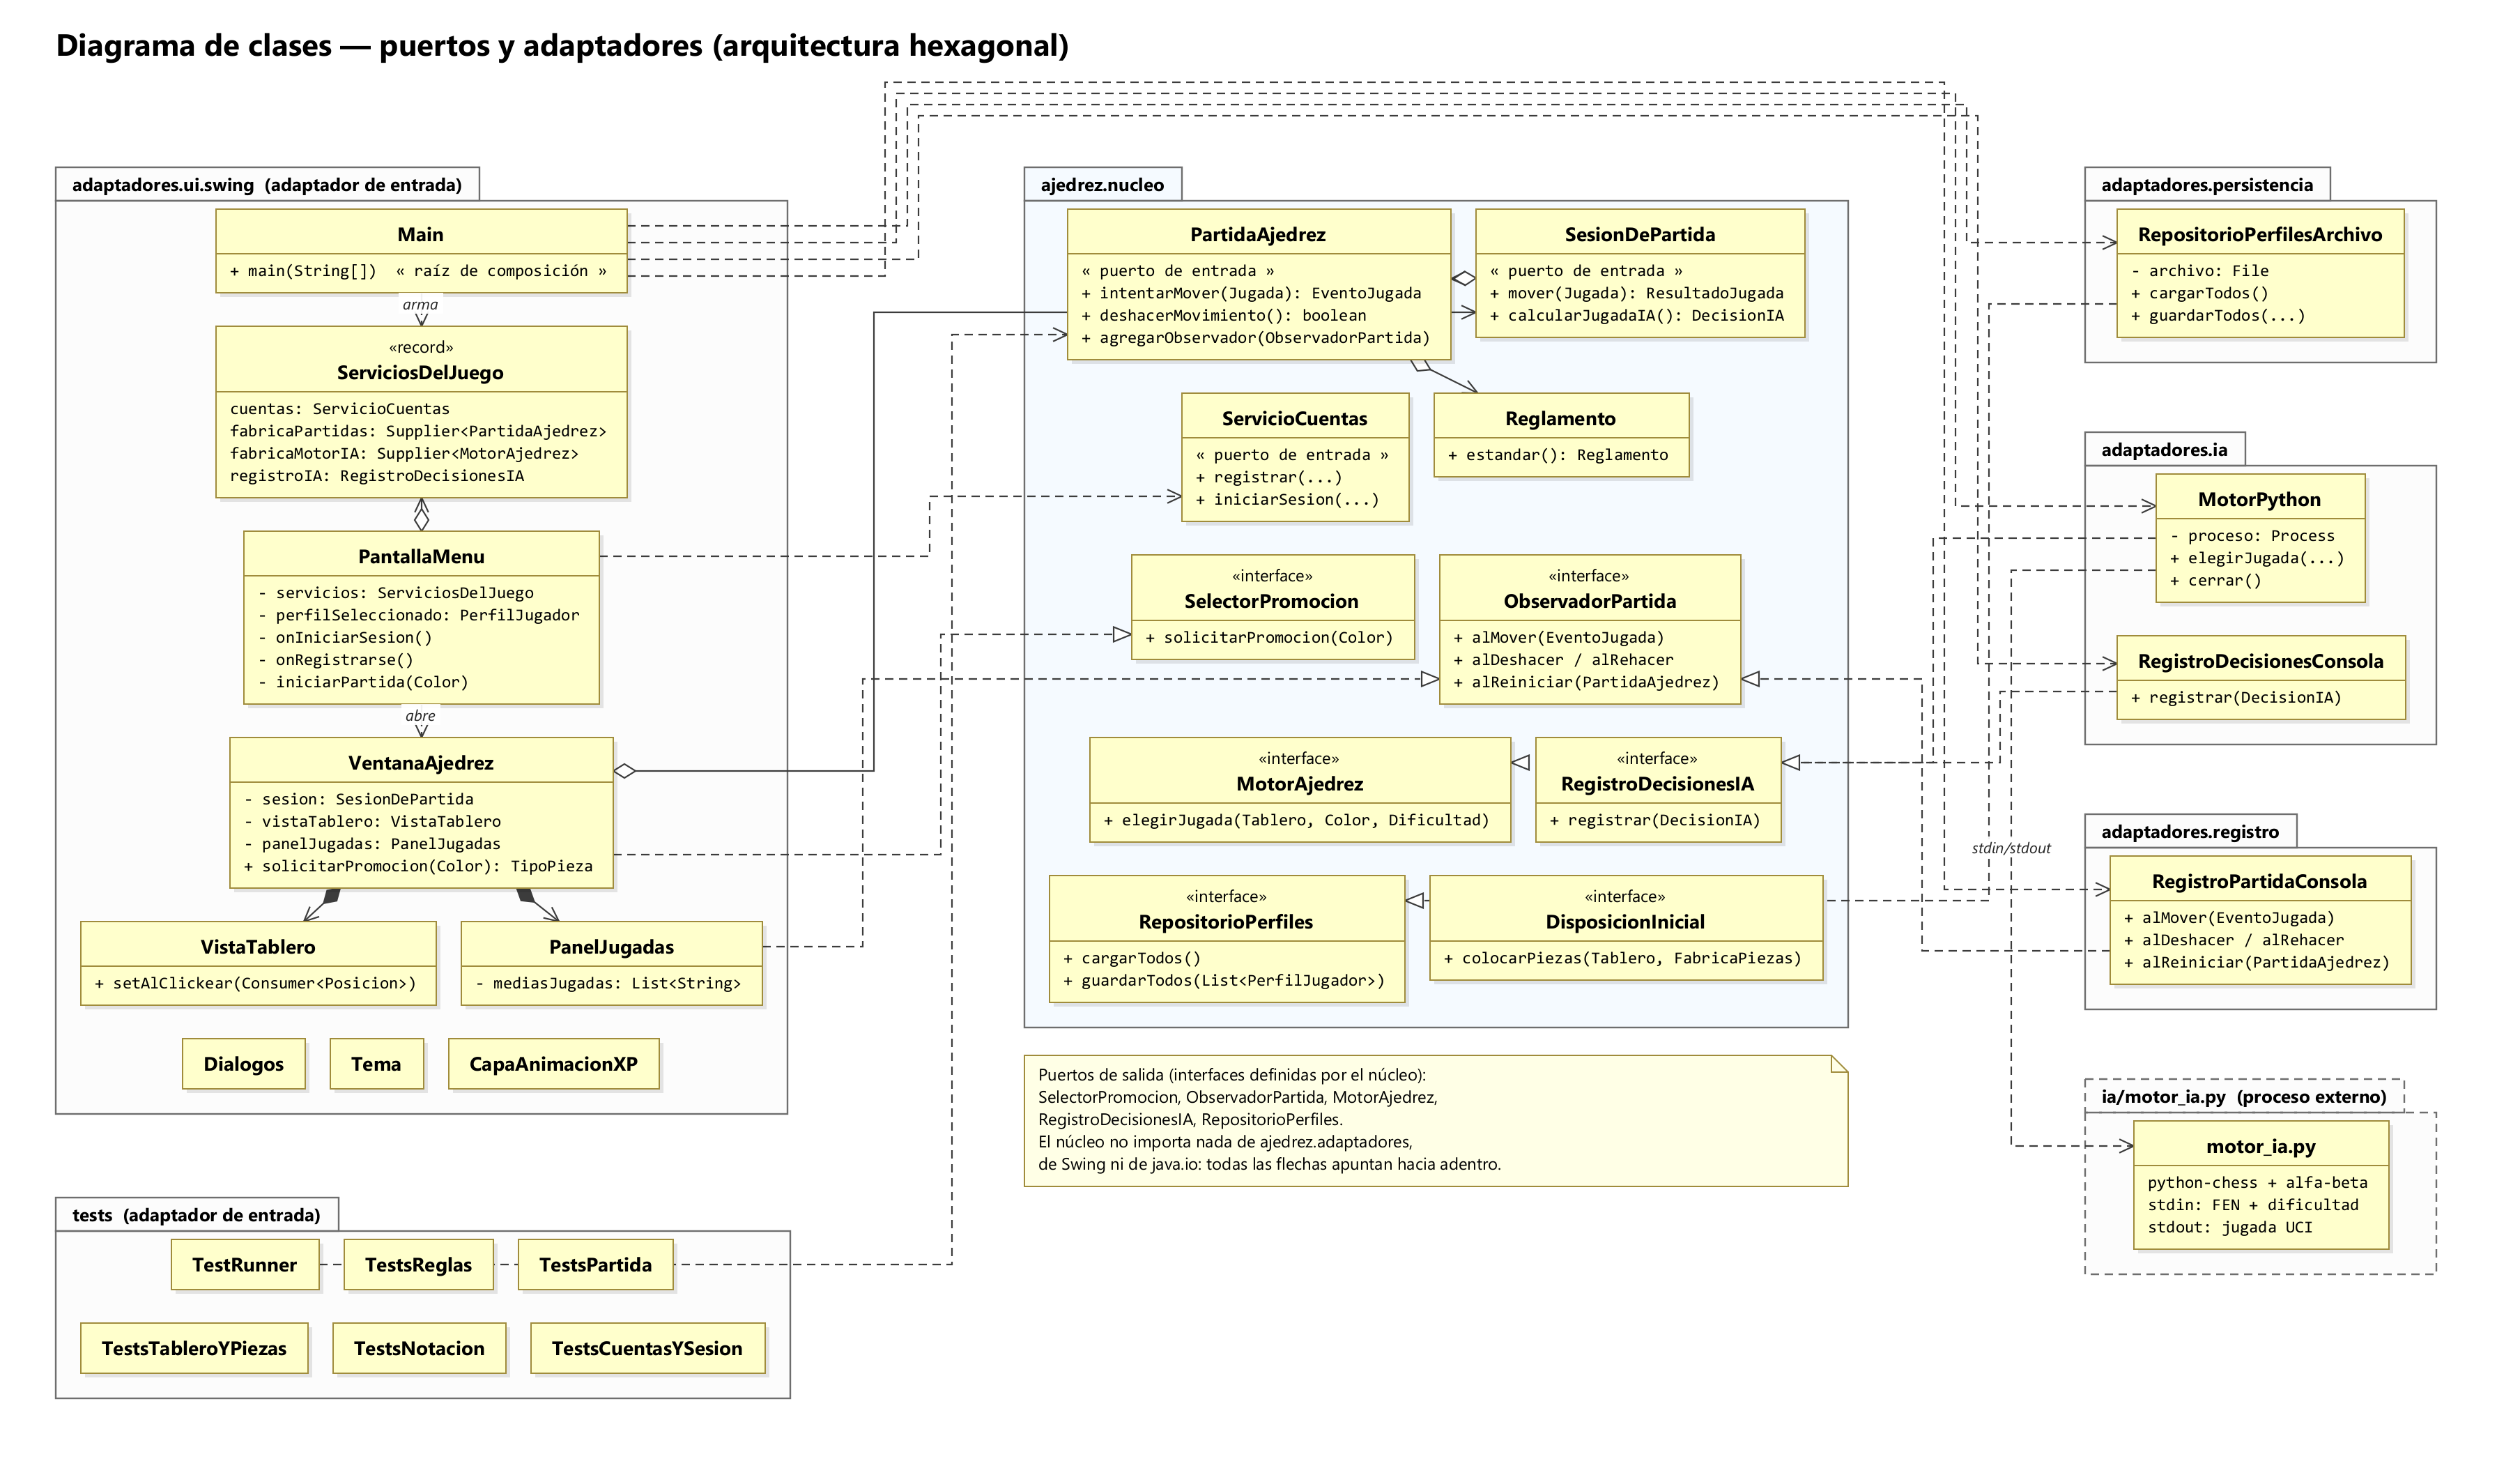 Diagrama de clases — puertos y adaptadores (arquitectura hexagonal)
adaptadores.ui.swing  (adaptador de entrada)
Main
+ main(String[])  « raíz de composición »
arma
«record»
ServiciosDelJuego
cuentas: ServicioCuentas
fabricaPartidas: Supplier<PartidaAjedrez>
fabricaMotorIA: Supplier<MotorAjedrez>
registroIA: RegistroDecisionesIA
PantallaMenu
- servicios: ServiciosDelJuego
- perfilSeleccionado: PerfilJugador
- onIniciarSesion()
- onRegistrarse()
- iniciarPartida(Color)
abre
VentanaAjedrez
- sesion: SesionDePartida
- vistaTablero: VistaTablero
- panelJugadas: PanelJugadas
+ solicitarPromocion(Color): TipoPieza
VistaTablero
+ setAlClickear(Consumer<Posicion>)
PanelJugadas
- mediasJugadas: List<String>
Dialogos
Tema
CapaAnimacionXP
tests  (adaptador de entrada)
TestRunner
TestsReglas
TestsPartida
TestsTableroYPiezas
TestsNotacion
TestsCuentasYSesion
ajedrez.nucleo
PartidaAjedrez
« puerto de entrada »
+ intentarMover(Jugada): EventoJugada
+ deshacerMovimiento(): boolean
+ agregarObservador(ObservadorPartida)
SesionDePartida
« puerto de entrada »
+ mover(Jugada): ResultadoJugada
+ calcularJugadaIA(): DecisionIA
ServicioCuentas
« puerto de entrada »
+ registrar(...)
+ iniciarSesion(...)
Reglamento
+ estandar(): Reglamento
«interface»
SelectorPromocion
+ solicitarPromocion(Color)
«interface»
ObservadorPartida
+ alMover(EventoJugada)
+ alDeshacer / alRehacer
+ alReiniciar(PartidaAjedrez)
«interface»
MotorAjedrez
+ elegirJugada(Tablero, Color, Dificultad)
«interface»
RegistroDecisionesIA
+ registrar(DecisionIA)
«interface»
RepositorioPerfiles
+ cargarTodos()
+ guardarTodos(List<PerfilJugador>)
«interface»
DisposicionInicial
+ colocarPiezas(Tablero, FabricaPiezas)
Puertos de salida (interfaces definidas por el núcleo):
SelectorPromocion, ObservadorPartida, MotorAjedrez,
RegistroDecisionesIA, RepositorioPerfiles.
El núcleo no importa nada de ajedrez.adaptadores,
de Swing ni de java.io: todas las flechas apuntan hacia adentro.
adaptadores.persistencia
RepositorioPerfilesArchivo
- archivo: File
+ cargarTodos()
+ guardarTodos(...)
adaptadores.ia
MotorPython
- proceso: Process
+ elegirJugada(...)
+ cerrar()
RegistroDecisionesConsola
+ registrar(DecisionIA)
stdin/stdout
adaptadores.registro
RegistroPartidaConsola
+ alMover(EventoJugada)
+ alDeshacer / alRehacer
+ alReiniciar(PartidaAjedrez)
ia/motor_ia.py  (proceso externo)
motor_ia.py
python-chess + alfa-beta
stdin: FEN + dificultad
stdout: jugada UCI